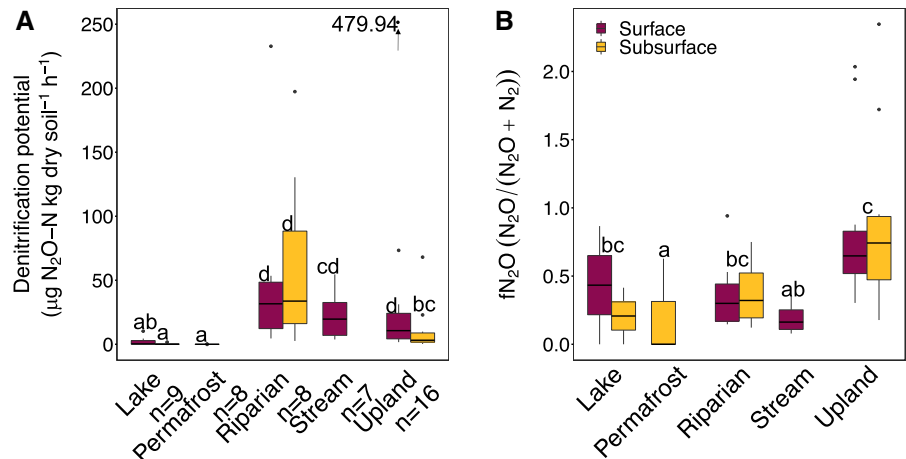 A
Denitrification potential
(μg N₂O−N kg dry soil⁻¹ h⁻¹)
250
200
150
100
50
0
479.94
ab
a
a
d
d
cd
d
bc
Lake
n=9
Permafrost
n=8
Riparian
n=8
Stream
n=7
Upland
n=16
B
fN₂O (N₂O/(N₂O + N₂))
2.0
1.5
1.0
0.5
0.0
Surface
Subsurface
bc
a
bc
ab
c
Lake
Permafrost
Riparian
Stream
Upland